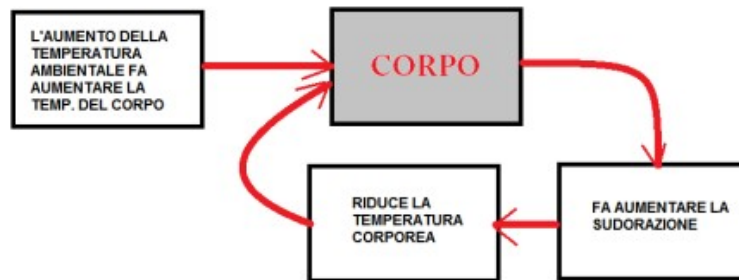 L'AUMENTO DELLA
TEMPERATURA
AMBIENTALE FA
AUMENTARE LA
TEMP. DEL CORPO
CORPO
RIDUCE LA
TEMPERATURA
CORPOREA
FA AUMENTARE LA
SUDORAZIONE